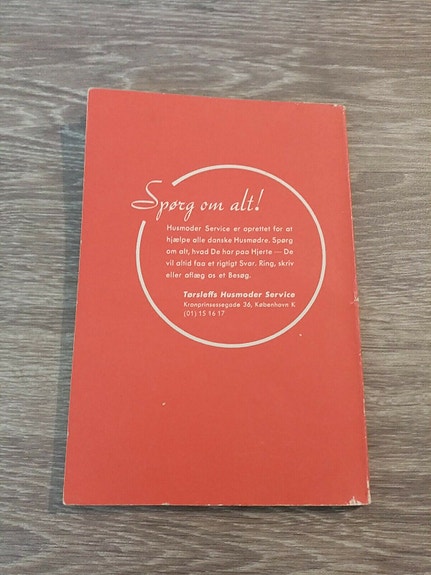 Spørg om alt!
Husmoder Service er oprettet for at
hjælpe alle danske Husmødre. Spørg
om alt, hvad De har paa Hjerte — De
vil altid faa et rigtigt Svar. Ring, skriv
eller aflæg os et Besøg.
Tørsleffs Husmoder Service
Kronprinsessegade 36, København K
(01) 15 16 17